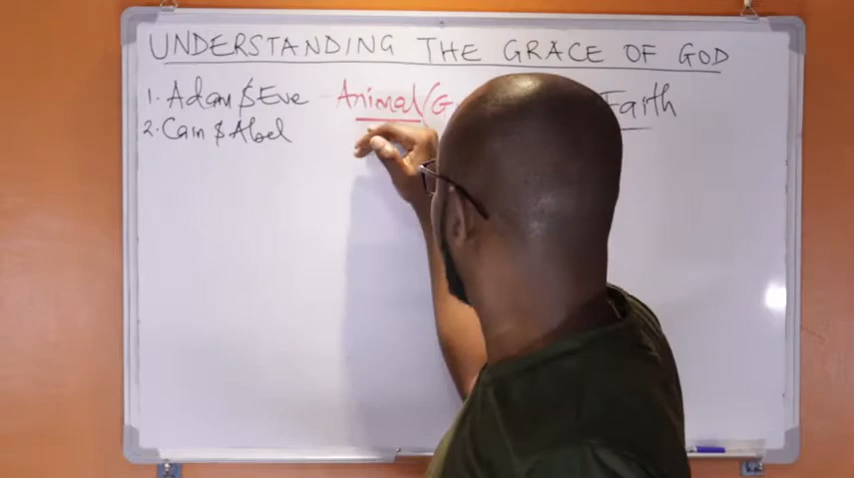 UNDERSTANDING THE GRACE OF GOD
1. Adam & Eve Animal/G Faith
2. Cain & Abel